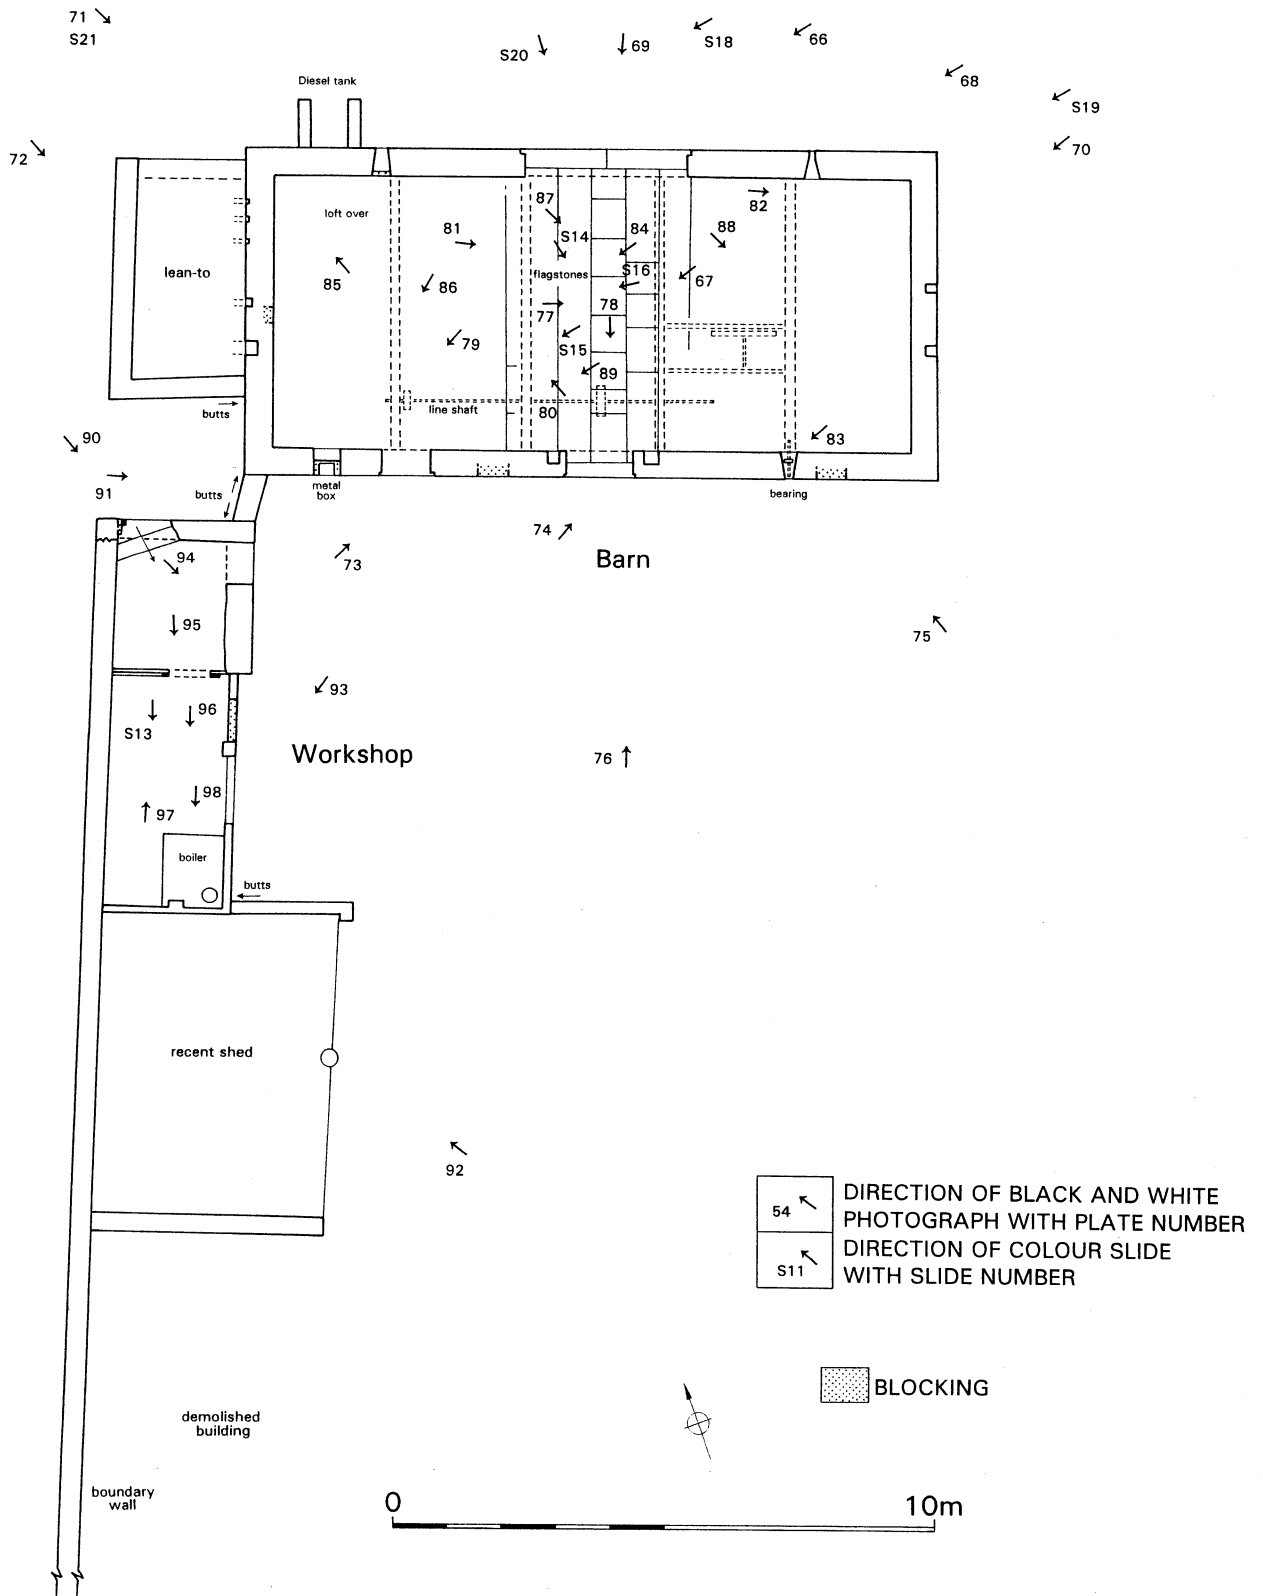 71
S21
S20
69
S18
66
68
S19
70
Diesel tank
72
87
82
loft over
81
S14
84
88
lean-to
flagstones
S16
85
86
67
78
77
79
S15
89
butts
line shaft
80
90
83
91
butts
metal
box
bearing
74
94
73
Barn
95
75
93
96
S13
Workshop
76
98
97
boiler
butts
recent shed
92
54
DIRECTION OF BLACK AND WHITE
PHOTOGRAPH WITH PLATE NUMBER
S11
DIRECTION OF COLOUR SLIDE
WITH SLIDE NUMBER
BLOCKING
demolished
building
boundary
wall
0
10m